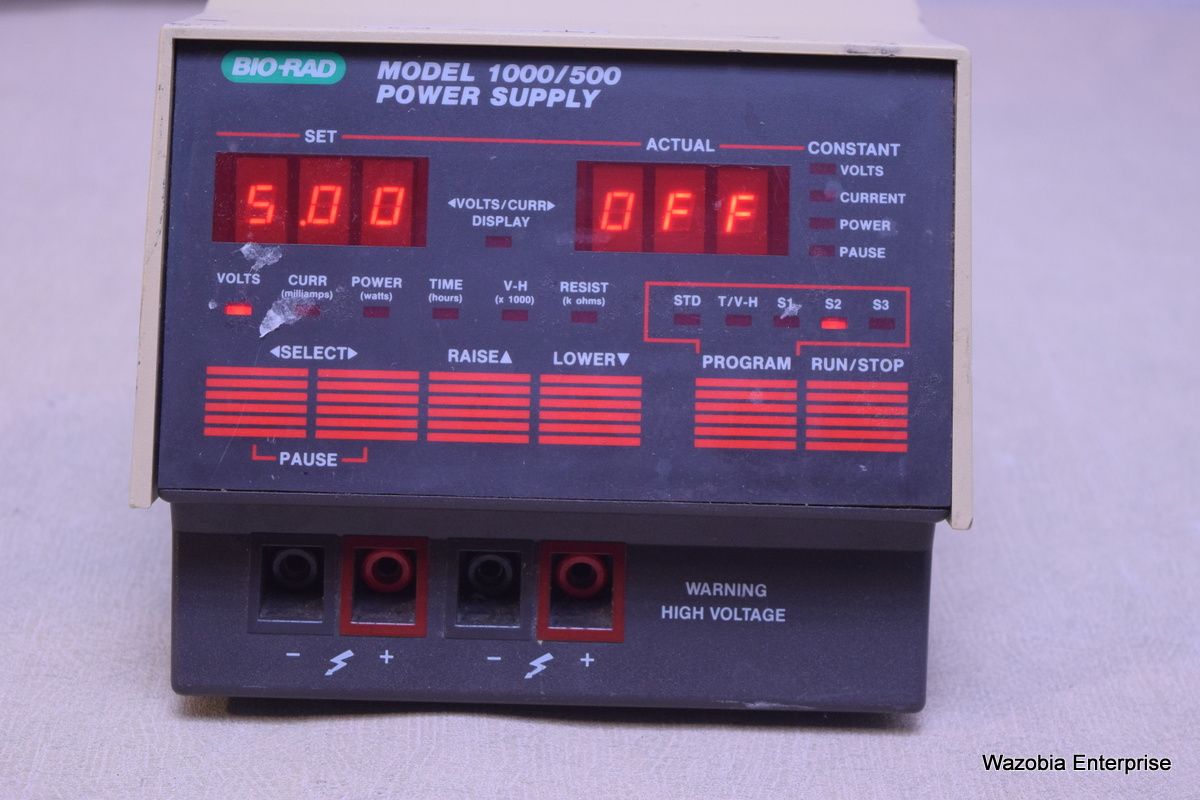 BIO-RAD
MODEL 1000/500
POWER SUPPLY
SET
ACTUAL
CONSTANT
VOLTS
CURRENT
POWER
PAUSE
5.00
◄VOLTS/CURR►
DISPLAY
OFF
VOLTS
CURR
(milliamps)
POWER
(watts)
TIME
(hours)
V-H
(x 1000)
RESIST
(k ohms)
STD T/V-H S1 S2 S3
◄SELECT►
RAISE▲
LOWER▼
PROGRAM
RUN/STOP
PAUSE
WARNING
HIGH VOLTAGE
− + − +
Wazobia Enterprise